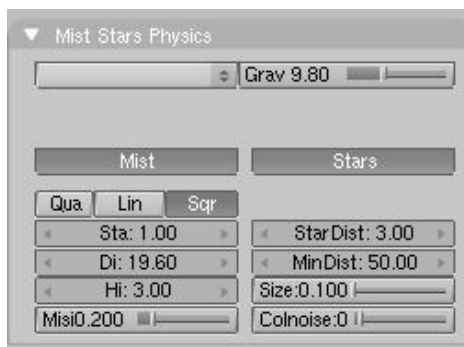 Mist Stars Physics
Grav 9.80
Mist Stars
Qua Lin Sqr
Sta: 1.00 StarDist: 3.00
Di: 19.60 MinDist: 50.00
Hi: 3.00 Size:0.100
Misi0.200 Colnoise:0